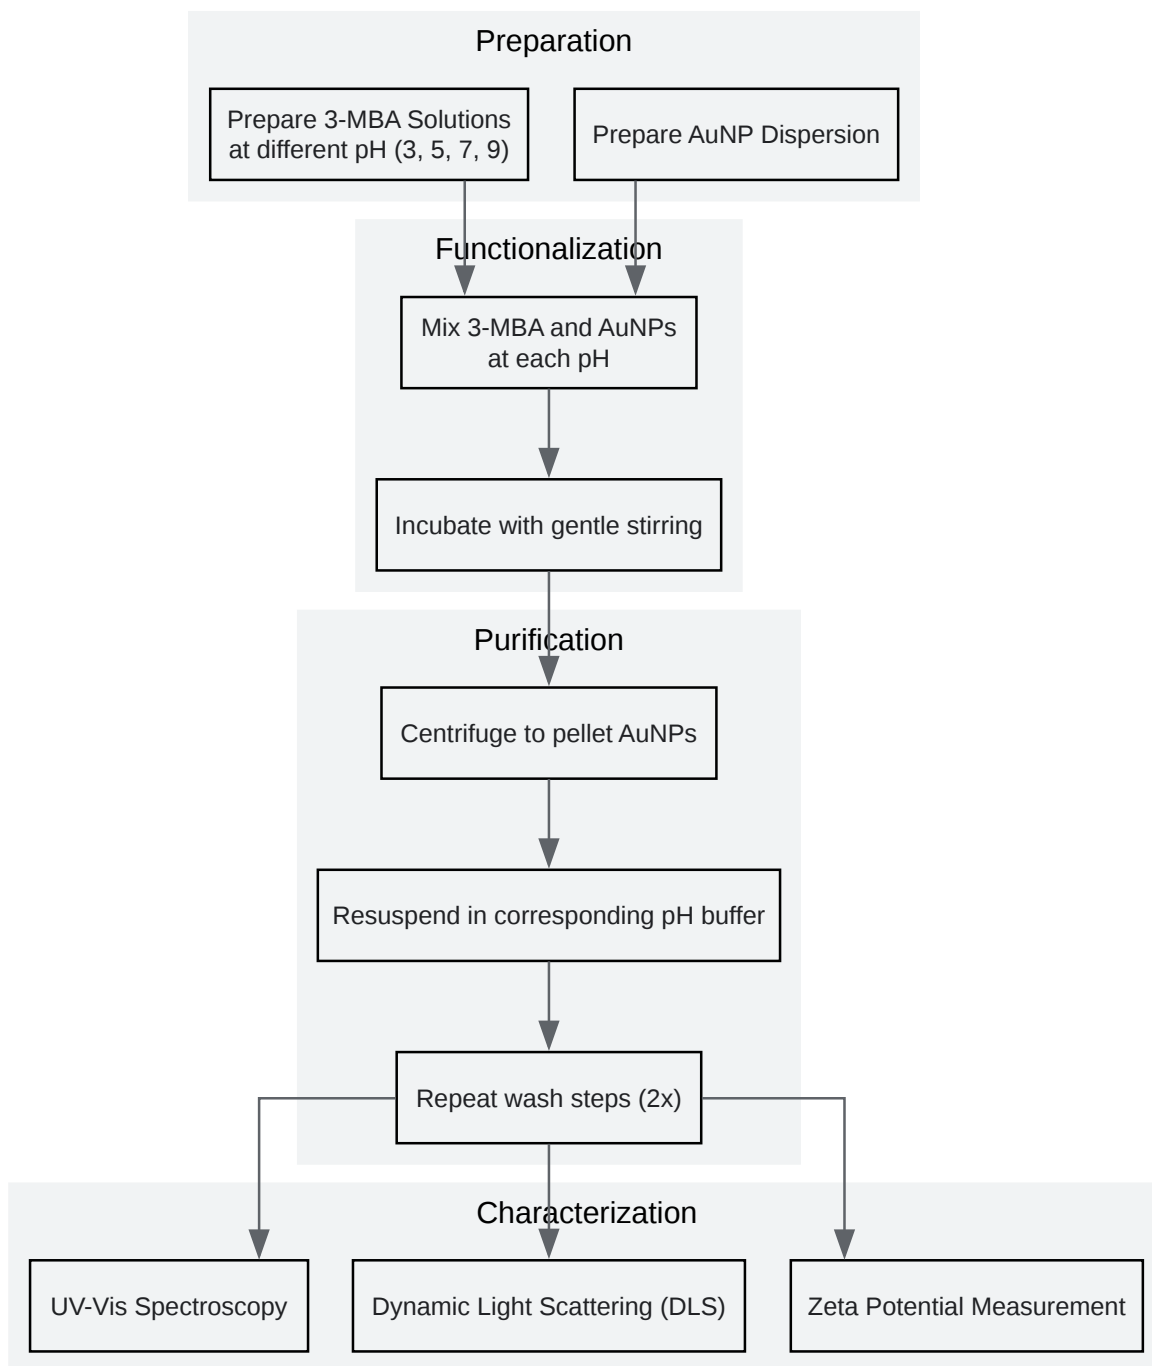 Preparation
Prepare 3-MBA Solutions
at different pH (3, 5, 7, 9)
Prepare AuNP Dispersion
Functionalization
Mix 3-MBA and AuNPs
at each pH
Incubate with gentle stirring
Purification
Centrifuge to pellet AuNPs
Resuspend in corresponding pH buffer
Repeat wash steps (2x)
Characterization
UV-Vis Spectroscopy
Dynamic Light Scattering (DLS)
Zeta Potential Measurement